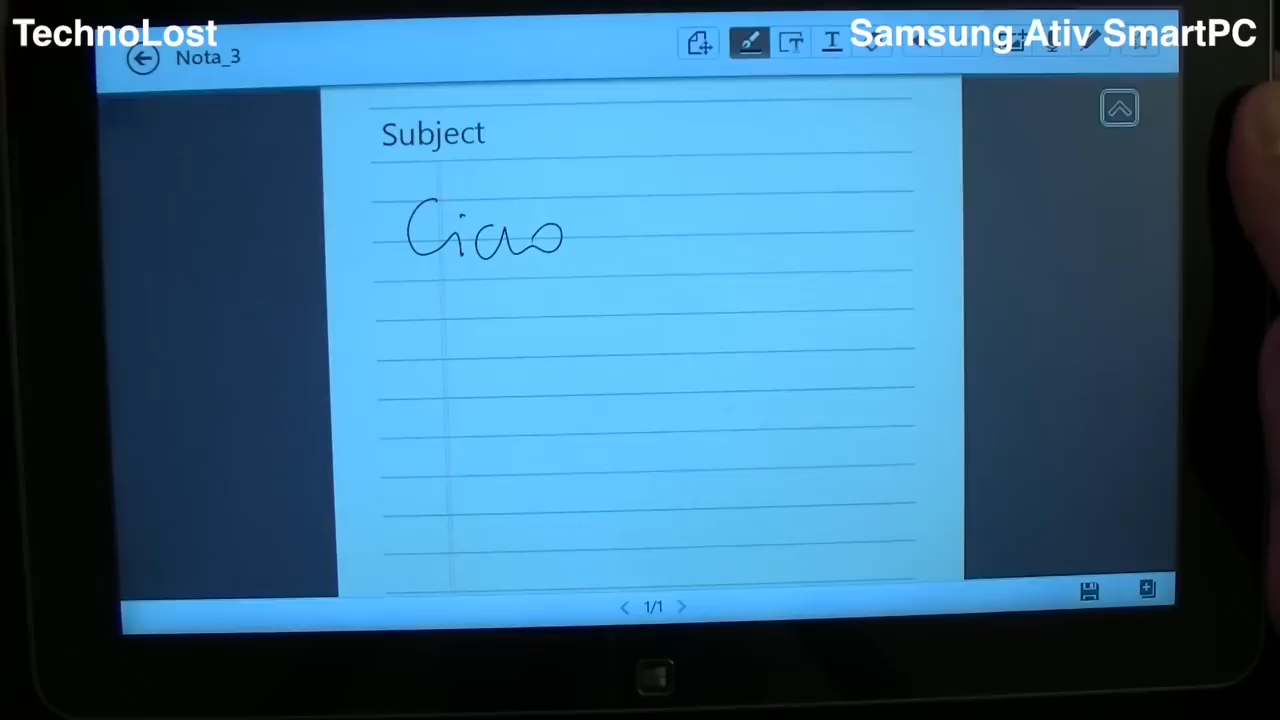 TechnoLost
Samsung Ativ SmartPC
Nota_3
Subject
Ciao
1/1